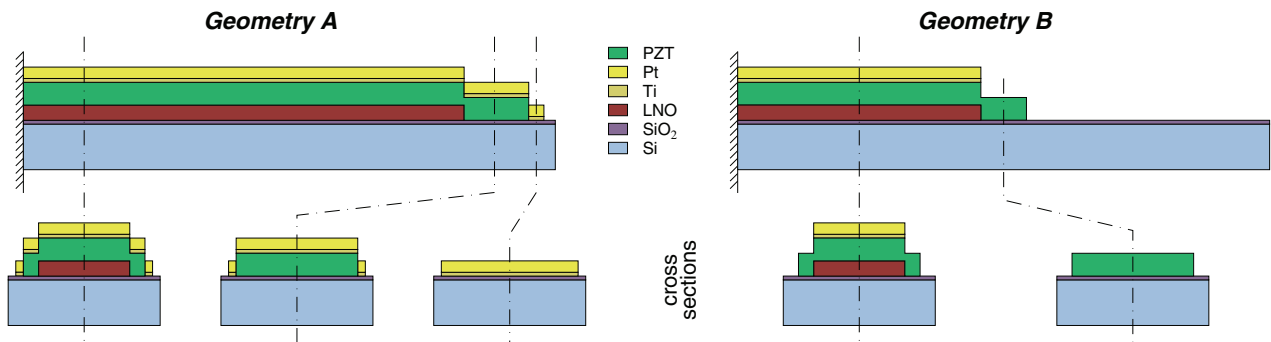 Geometry A
Geometry B
PZT
Pt
Ti
LNO
SiO₂
Si
cross
sections